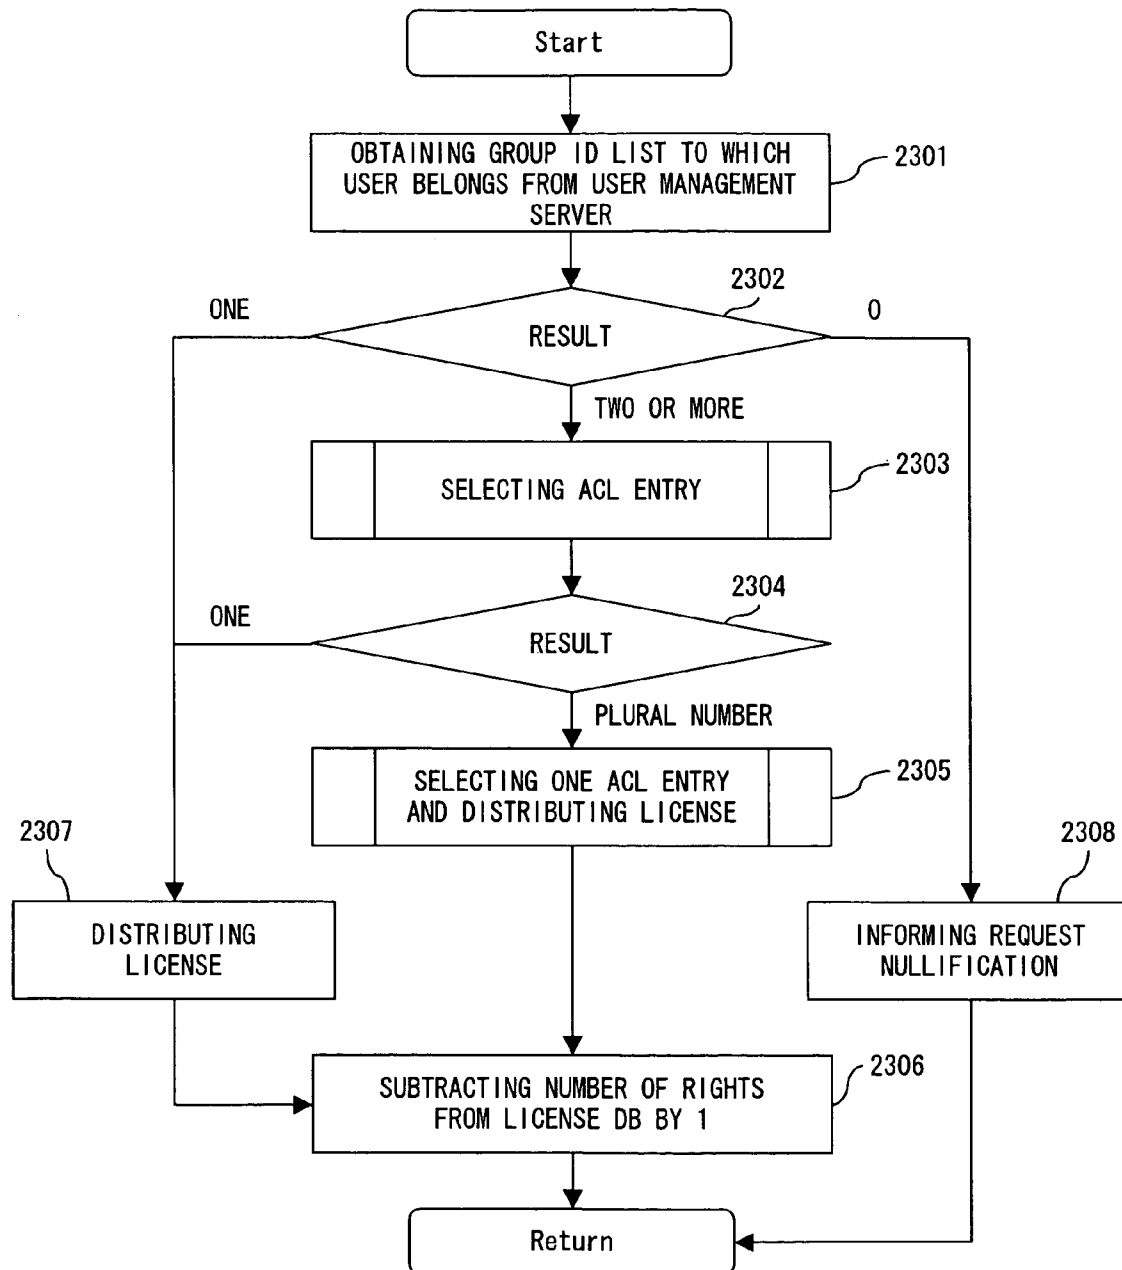 Start
OBTAINING GROUP ID LIST TO WHICH
USER BELONGS FROM USER MANAGEMENT
SERVER
2301
2302
ONE
0
RESULT
TWO OR MORE
SELECTING ACL ENTRY
2303
2304
ONE
RESULT
PLURAL NUMBER
SELECTING ONE ACL ENTRY
AND DISTRIBUTING LICENSE
2305
2307
2308
DISTRIBUTING
LICENSE
INFORMING REQUEST
NULLIFICATION
SUBTRACTING NUMBER OF RIGHTS
FROM LICENSE DB BY 1
2306
Return